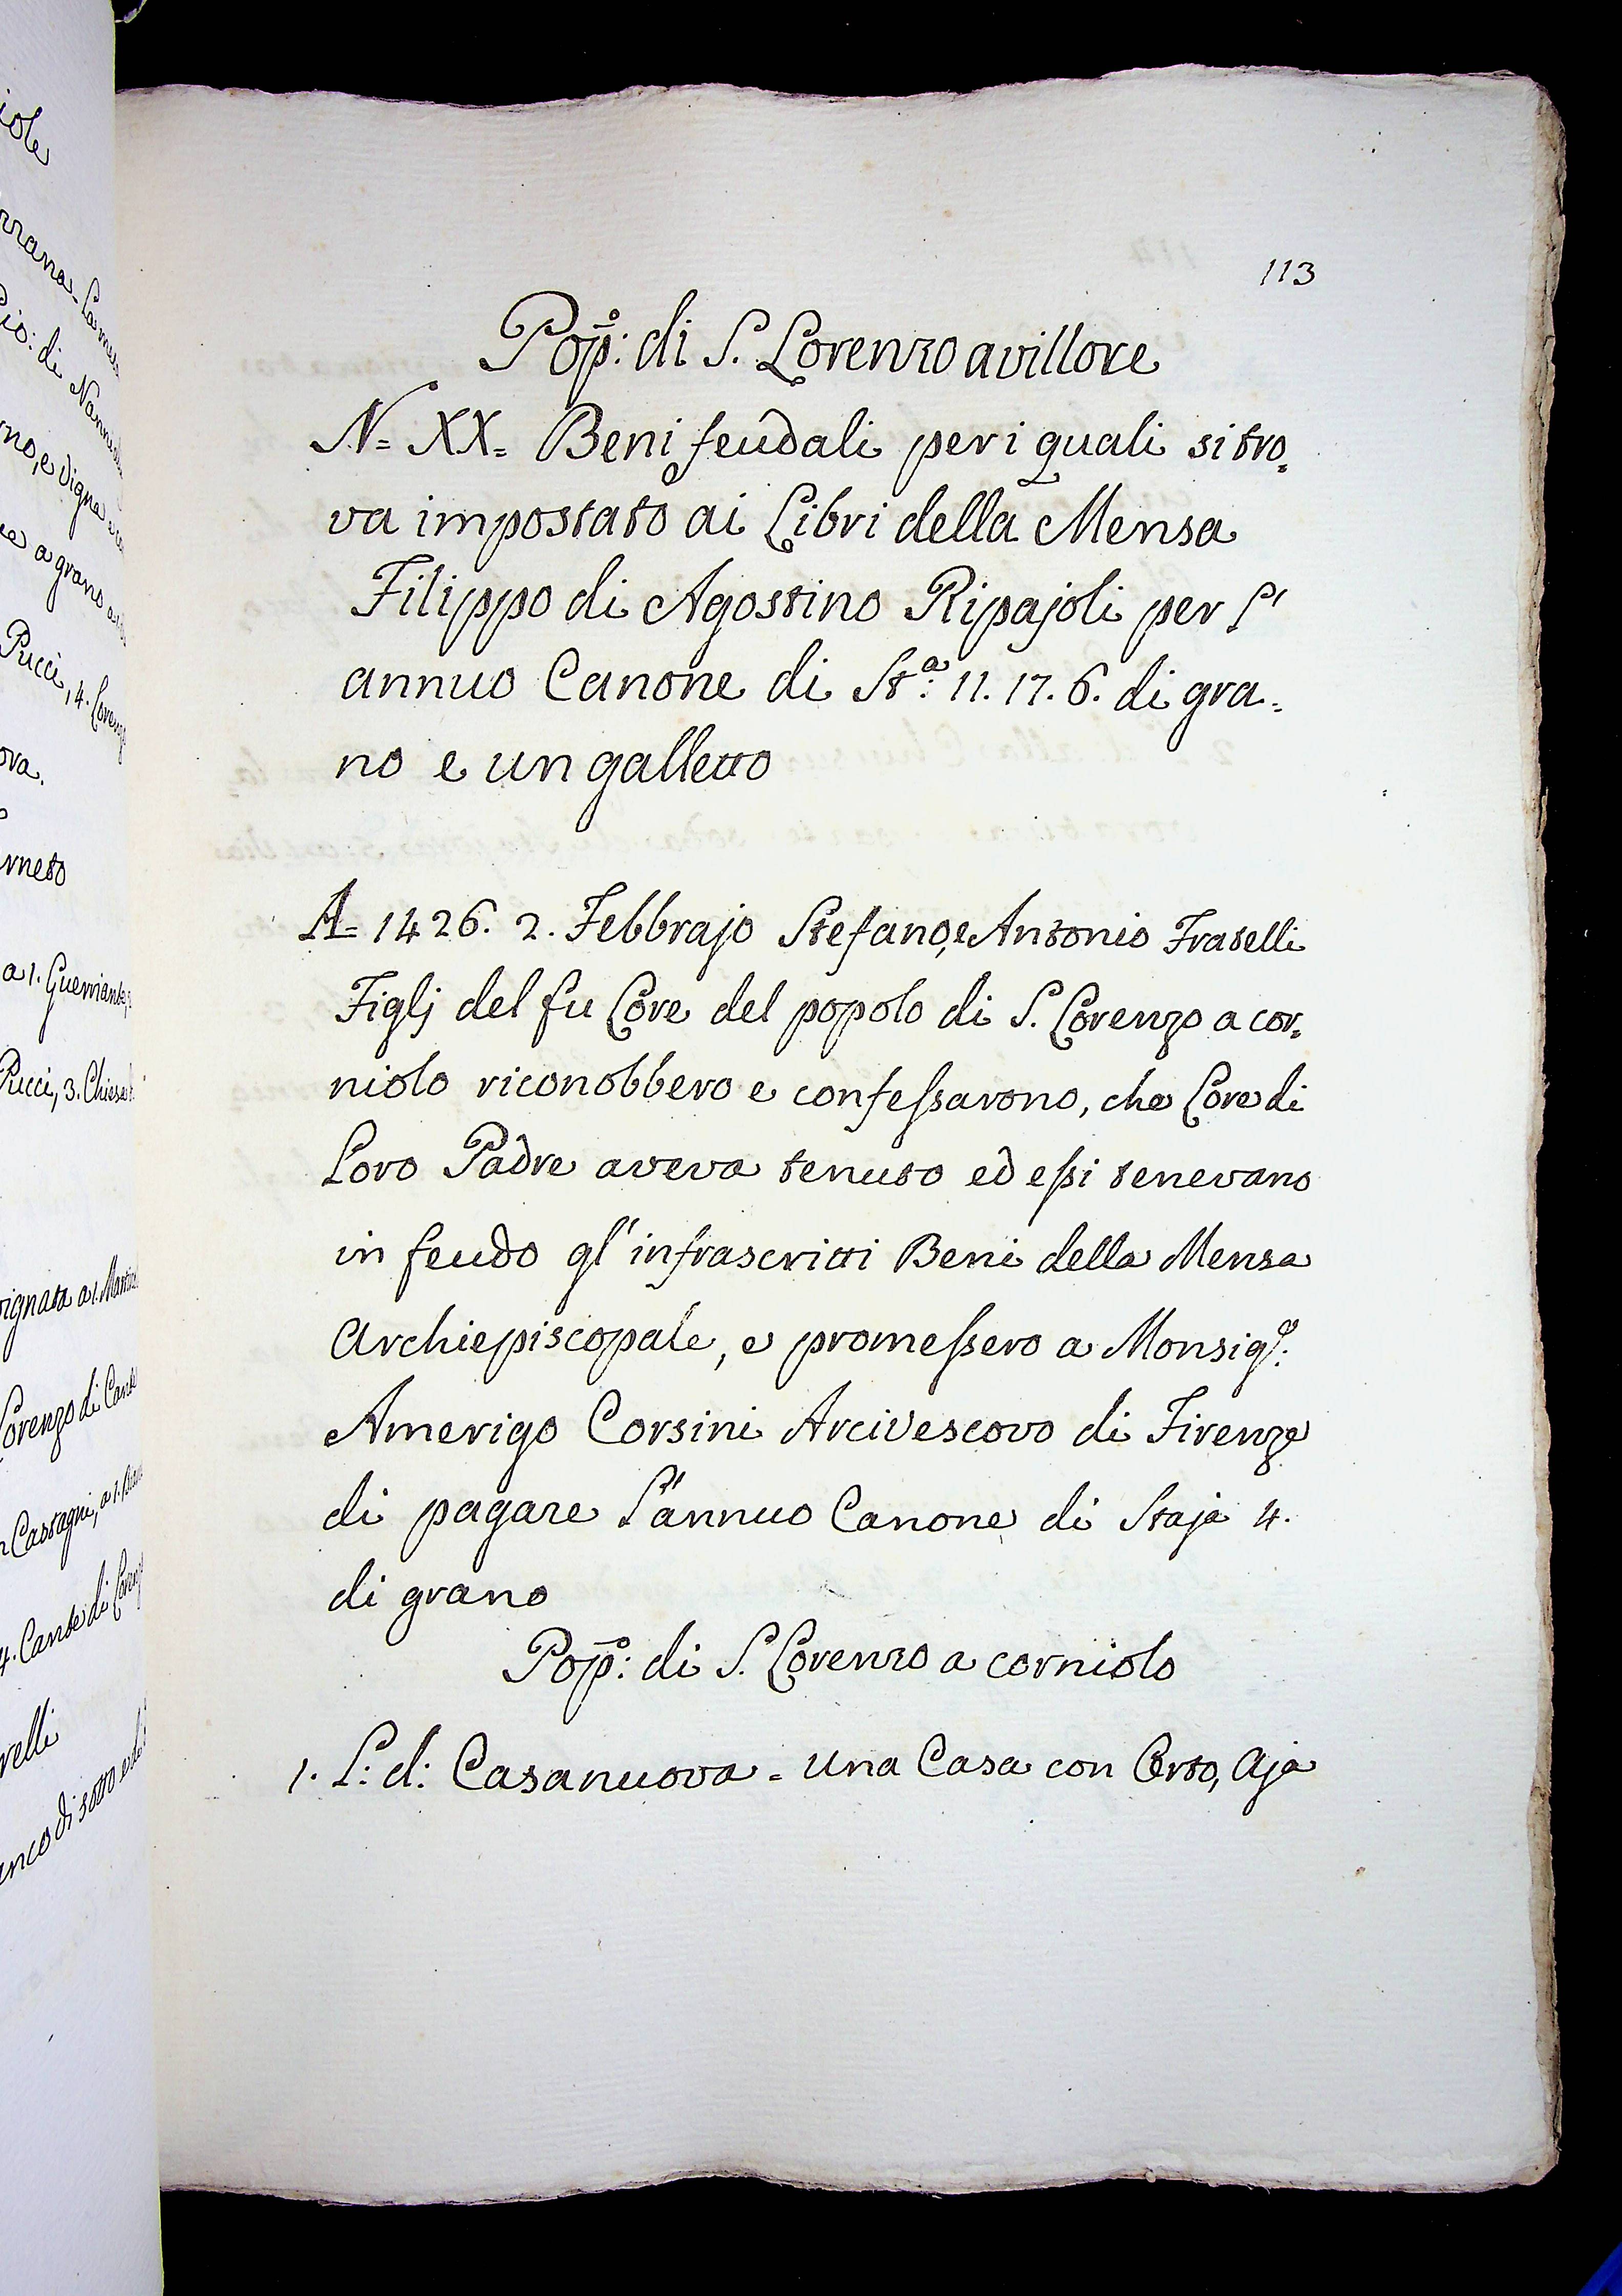 113
Pop̄o: di S. Lorenzo a villore
N= XX= Beni feudali per i quali si tro=
va impostato ai Libri della Mensa
Filippo di Agostino Ripajoli per l'
annuo Canone di Sta: 11. 17. 6. di gra=
no e un galletto
A= 1426. 2. Febbrajo Stefano, e Antonio Fratelli
Figlj del fu Lore del popolo di S. Lorenzo a cor=
niolo riconobbero e confessarono, che Lore di
Loro Padre aveva tenuto ed essi tenevano
in feudo gl'infrascritti Beni della Mensa
Archiepiscopale, e promessero a Monsige:
Amerigo Corsini Arcivescovo di Firenze
di pagare l'annuo Canone di Staja 4.
di grano
Pop̄o: di S. Lorenzo a corniolo
1. L: d: Casanuova = una Casa con Orto, Aja